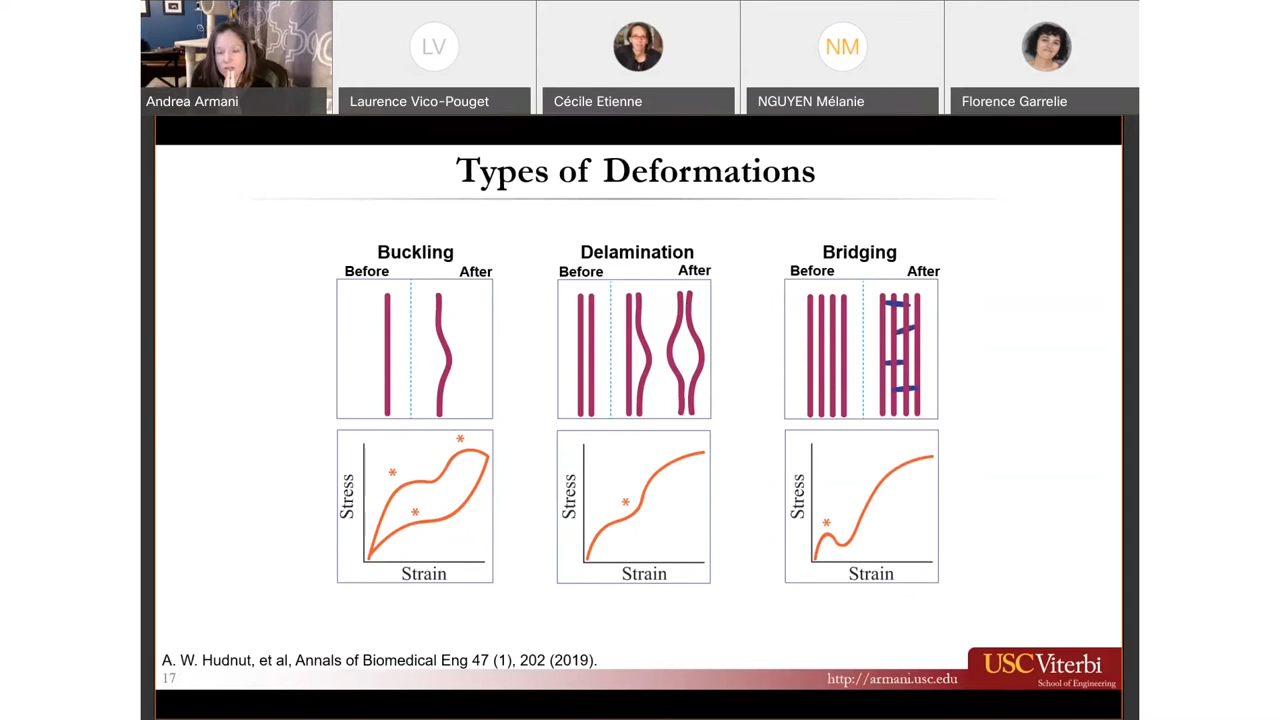 LV
NM
Andrea Armani
Laurence Vico-Pouget
Cécile Etienne
NGUYEN Mélanie
Florence Garrelie
Types of Deformations
Buckling
Before After
Delamination
Before After
Bridging
Before After
* * *
Stress
Strain
*
Stress
Strain
*
Stress
Strain
A. W. Hudnut, et al, Annals of Biomedical Eng 47 (1), 202 (2019).
17
http://armani.usc.edu
USC Viterbi
School of Engineering